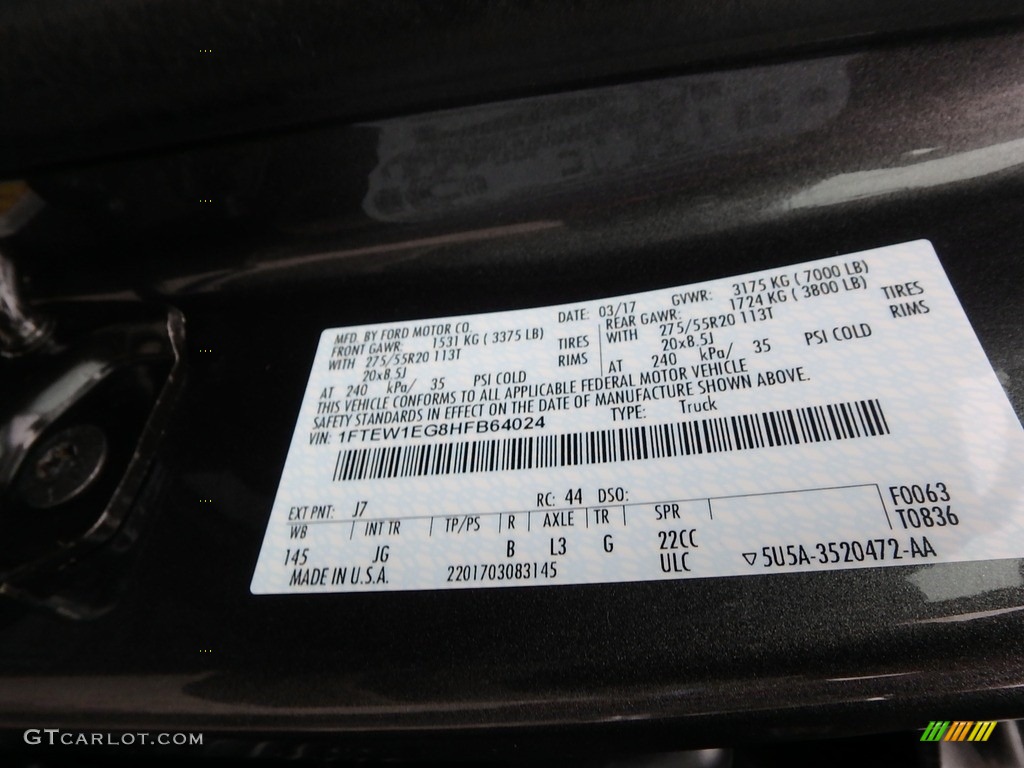 MFD. BY FORD MOTOR CO. DATE: 03/17 GVWR: 3175 KG ( 7000 LB)
FRONT GAWR: 1531 KG ( 3375 LB) REAR GAWR: 1724 KG ( 3800 LB)
WITH 275/55R20 113T TIRES WITH 275/55R20 113T TIRES
20x8.5J RIMS 20x8.5J RIMS
AT 240 kPa/ 35 PSI COLD AT 240 kPa/ 35 PSI COLD
THIS VEHICLE CONFORMS TO ALL APPLICABLE FEDERAL MOTOR VEHICLE
SAFETY STANDARDS IN EFFECT ON THE DATE OF MANUFACTURE SHOWN ABOVE.
VIN: 1FTEW1EG8HFB64024 TYPE: Truck
EXT PNT: J7 RC: 44 DSO: F0063
WB INT TR TP/PS R AXLE TR SPR T0836
145 JG B L3 G 22CC
ULC 5U5A-3520472-AA
MADE IN U.S.A. 2201703083145
GTCARLOT.COM